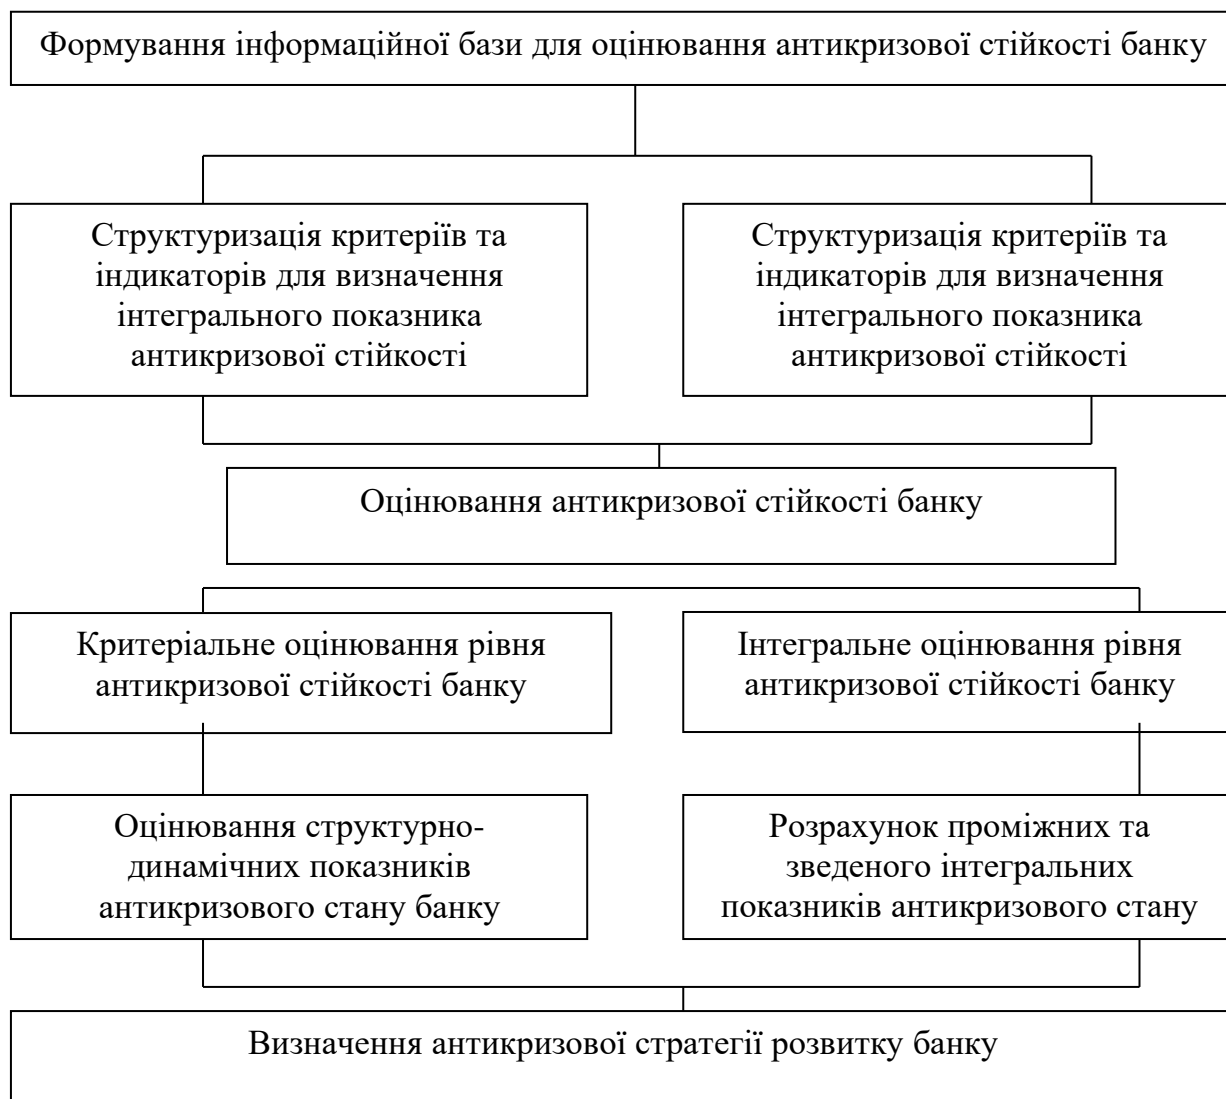 Формування інформаційної бази для оцінювання антикризової стійкості банку
Структуризація критеріїв та
індикаторів для визначення
інтегрального показника
антикризової стійкості
Структуризація критеріїв та
індикаторів для визначення
інтегрального показника
антикризової стійкості
Оцінювання антикризової стійкості банку
Критеріальне оцінювання рівня
антикризової стійкості банку
Інтегральне оцінювання рівня
антикризової стійкості банку
Оцінювання структурно-
динамічних показників
антикризового стану банку
Розрахунок проміжних та
зведеного інтегральних
показників антикризового стану
Визначення антикризової стратегії розвитку банку